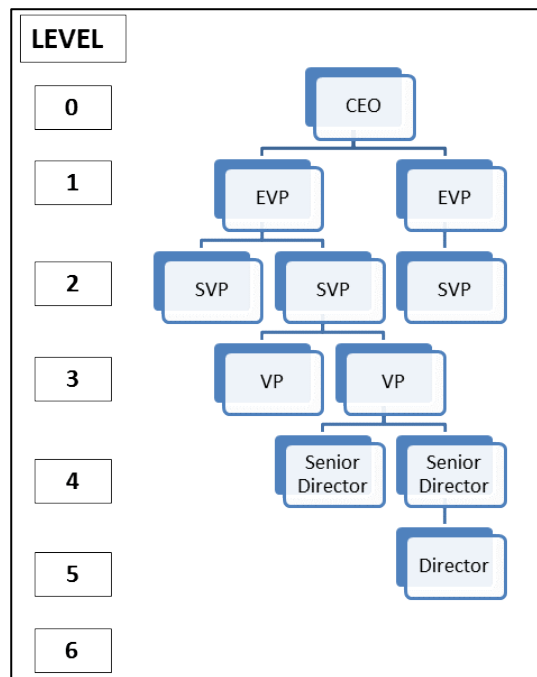 LEVEL
0
CEO
1
EVP
EVP
2
SVP
SVP
SVP
3
VP
VP
4
Senior
Director
Senior
Director
5
Director
6